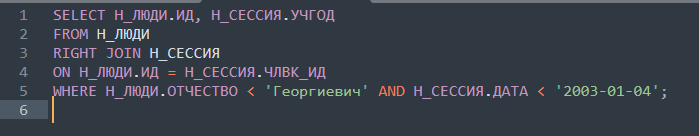 1 SELECT Н_ЛЮДИ.ИД, Н_СЕССИЯ.УЧГОД
2 FROM Н_ЛЮДИ
3 RIGHT JOIN Н_СЕССИЯ
4 ON Н_ЛЮДИ.ИД = Н_СЕССИЯ.ЧЛВК_ИД
5 WHERE Н_ЛЮДИ.ОТЧЕСТВО < 'Георгиевич' AND Н_СЕССИЯ.ДАТА < '2003-01-04';
6